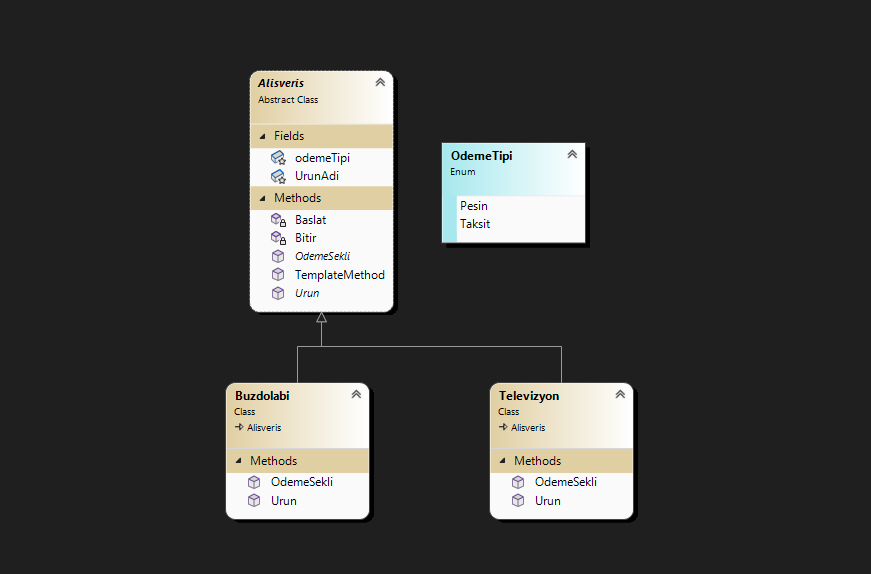 Alisveris
Abstract Class
Fields
odemeTipi
UrunAdi
Methods
Baslat
Bitir
OdemeSekli
TemplateMethod
Urun
OdemeTipi
Enum
Pesin
Taksit
Buzdolabi
Class
Alisveris
Methods
OdemeSekli
Urun
Televizyon
Class
Alisveris
Methods
OdemeSekli
Urun